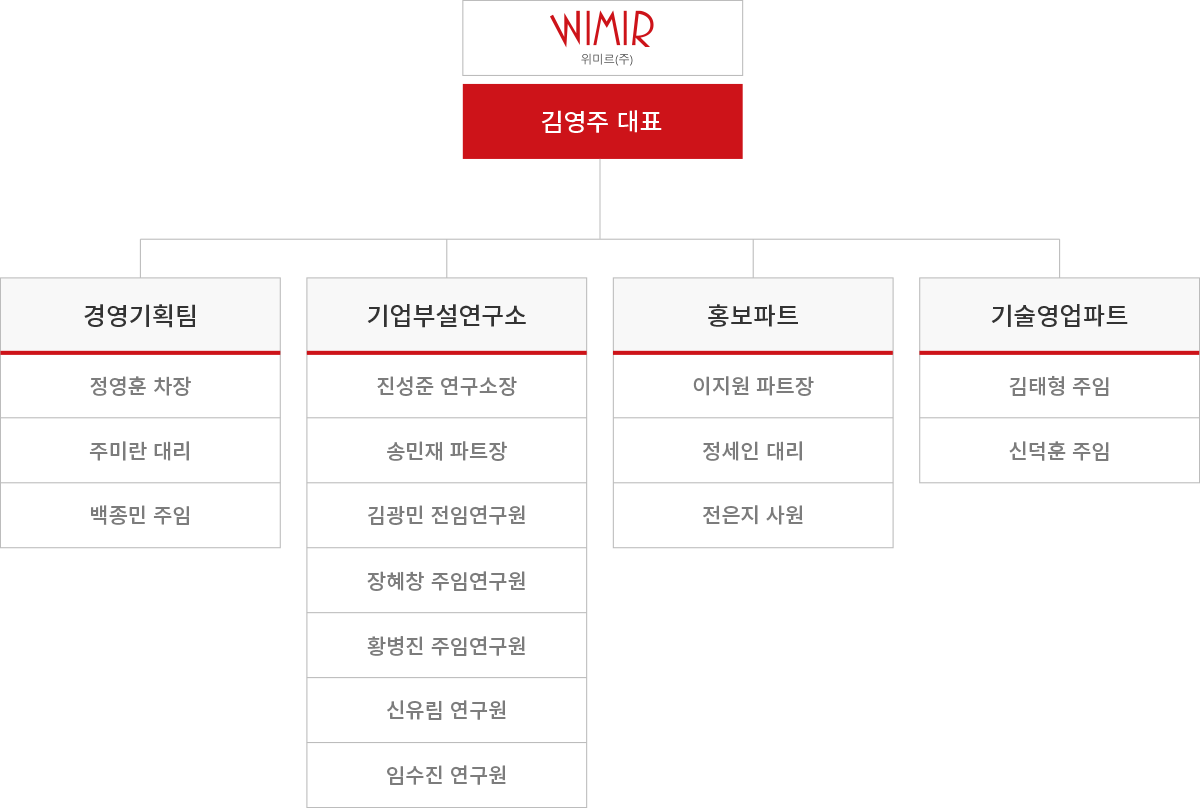 WIMIR
위미르(주)
김영주 대표
경영기획팀
정영훈 차장
주미란 대리
백종민 주임
기업부설연구소
진성준 연구소장
송민재 파트장
김광민 전임연구원
장혜창 주임연구원
황병진 주임연구원
신유림 연구원
임수진 연구원
홍보파트
이지원 파트장
정세인 대리
전은지 사원
기술영업파트
김태형 주임
신덕훈 주임